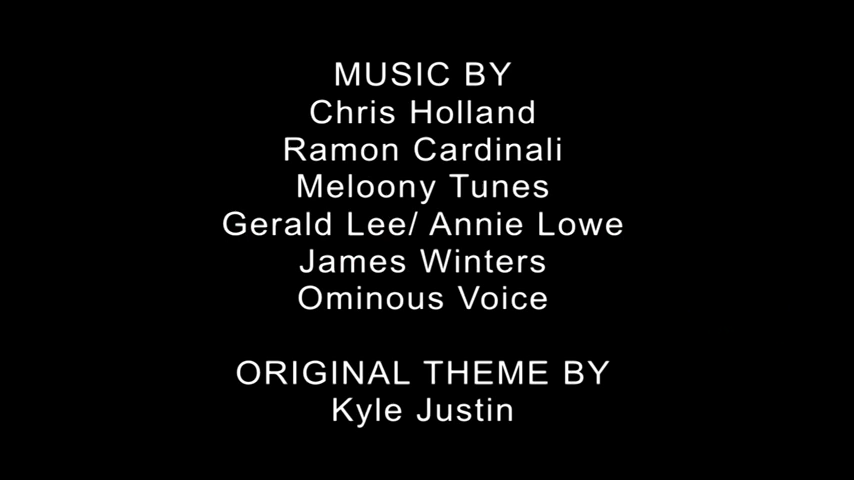 MUSIC BY
Chris Holland
Ramon Cardinali
Meloony Tunes
Gerald Lee/ Annie Lowe
James Winters
Ominous Voice
ORIGINAL THEME BY
Kyle Justin